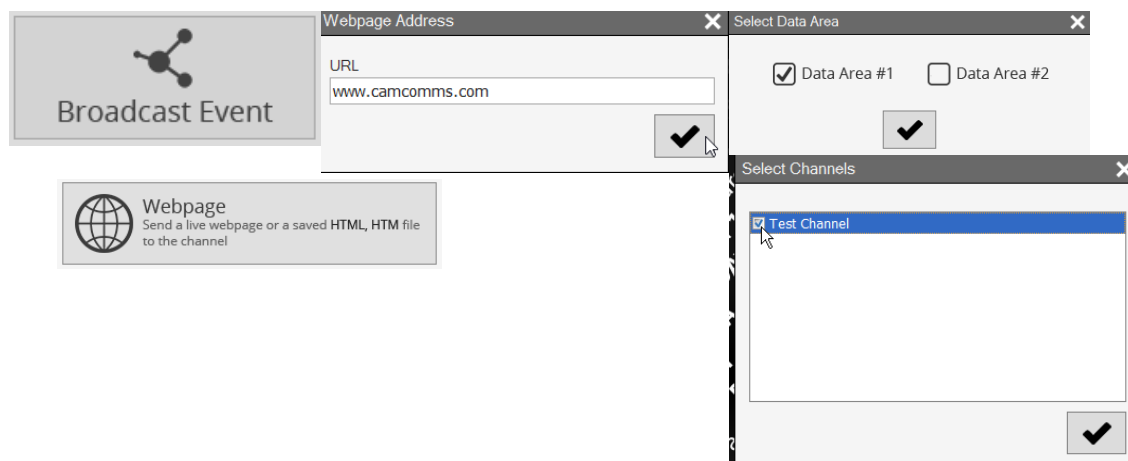 Broadcast Event
Webpage Address
URL
www.camcomms.com
Select Data Area
Data Area #1
Data Area #2
Webpage
Send a live webpage or a saved HTML, HTM file
to the channel
Select Channels
Test Channel